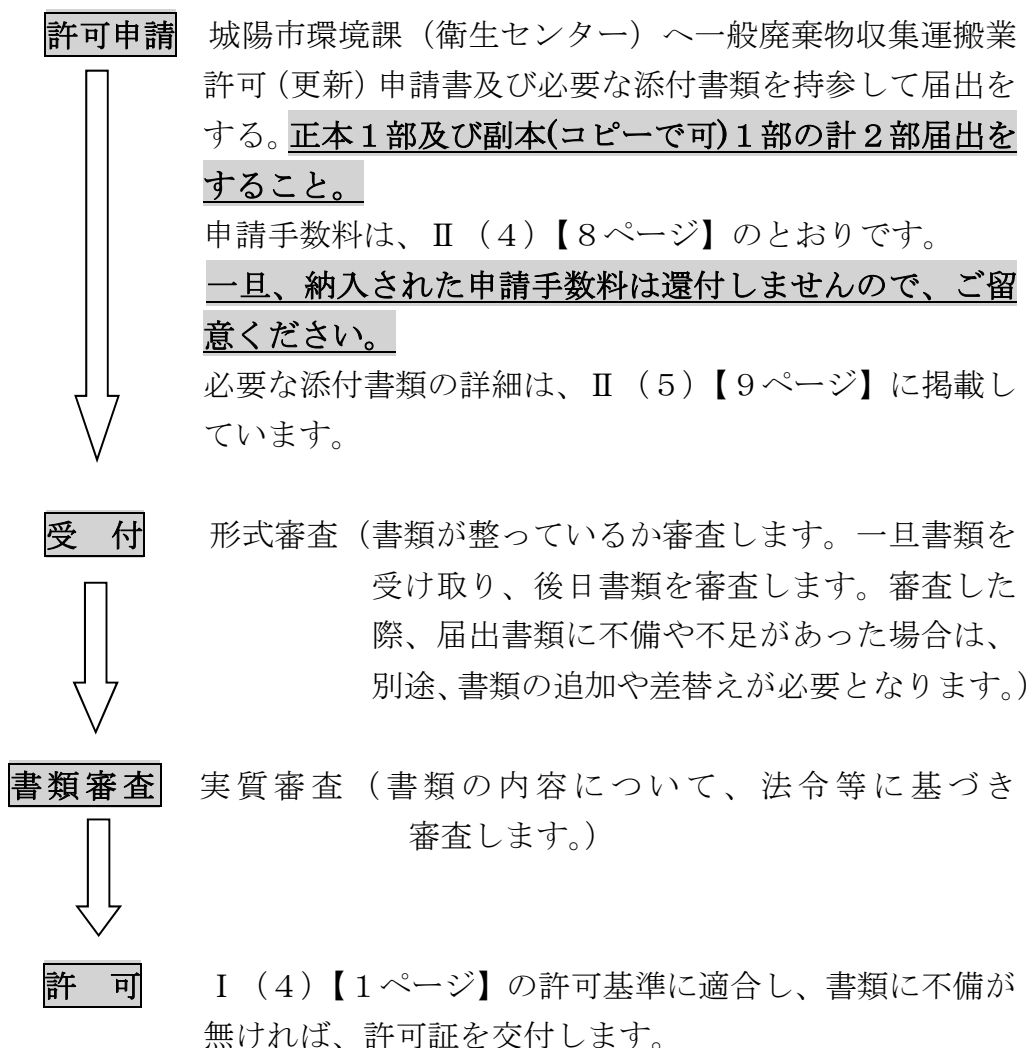 許可申請 城陽市環境課（衛生センター）へ一般廃棄物収集運搬業
許可（更新）申請書及び必要な添付書類を持参して届出を
する。正本１部及び副本(コピーで可)１部の計２部届出を
すること。
申請手数料は、Ⅱ（４）【８ページ】のとおりです。
一旦、納入された申請手数料は還付しませんので、ご留
意ください。
必要な添付書類の詳細は、Ⅱ（５）【９ページ】に掲載し
ています。
受　付 形式審査（書類が整っているか審査します。一旦書類を
受け取り、後日書類を審査します。審査した
際、届出書類に不備や不足があった場合は、
別途、書類の追加や差替えが必要となります。）
書類審査 実質審査（書類の内容について、法令等に基づき
審査します。）
許　可 Ⅰ（４）【１ページ】の許可基準に適合し、書類に不備が
無ければ、許可証を交付します。